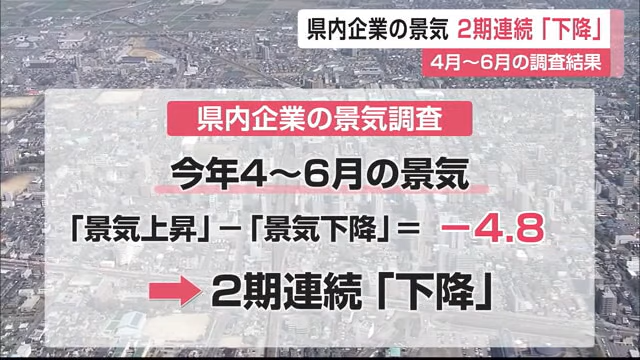 県内企業の景気 2期連続「下降」
4月～6月の調査結果
県内企業の景気調査
今年4～6月の景気
「景気上昇」－「景気下降」＝ －4.8
➡ 2期連続「下降」